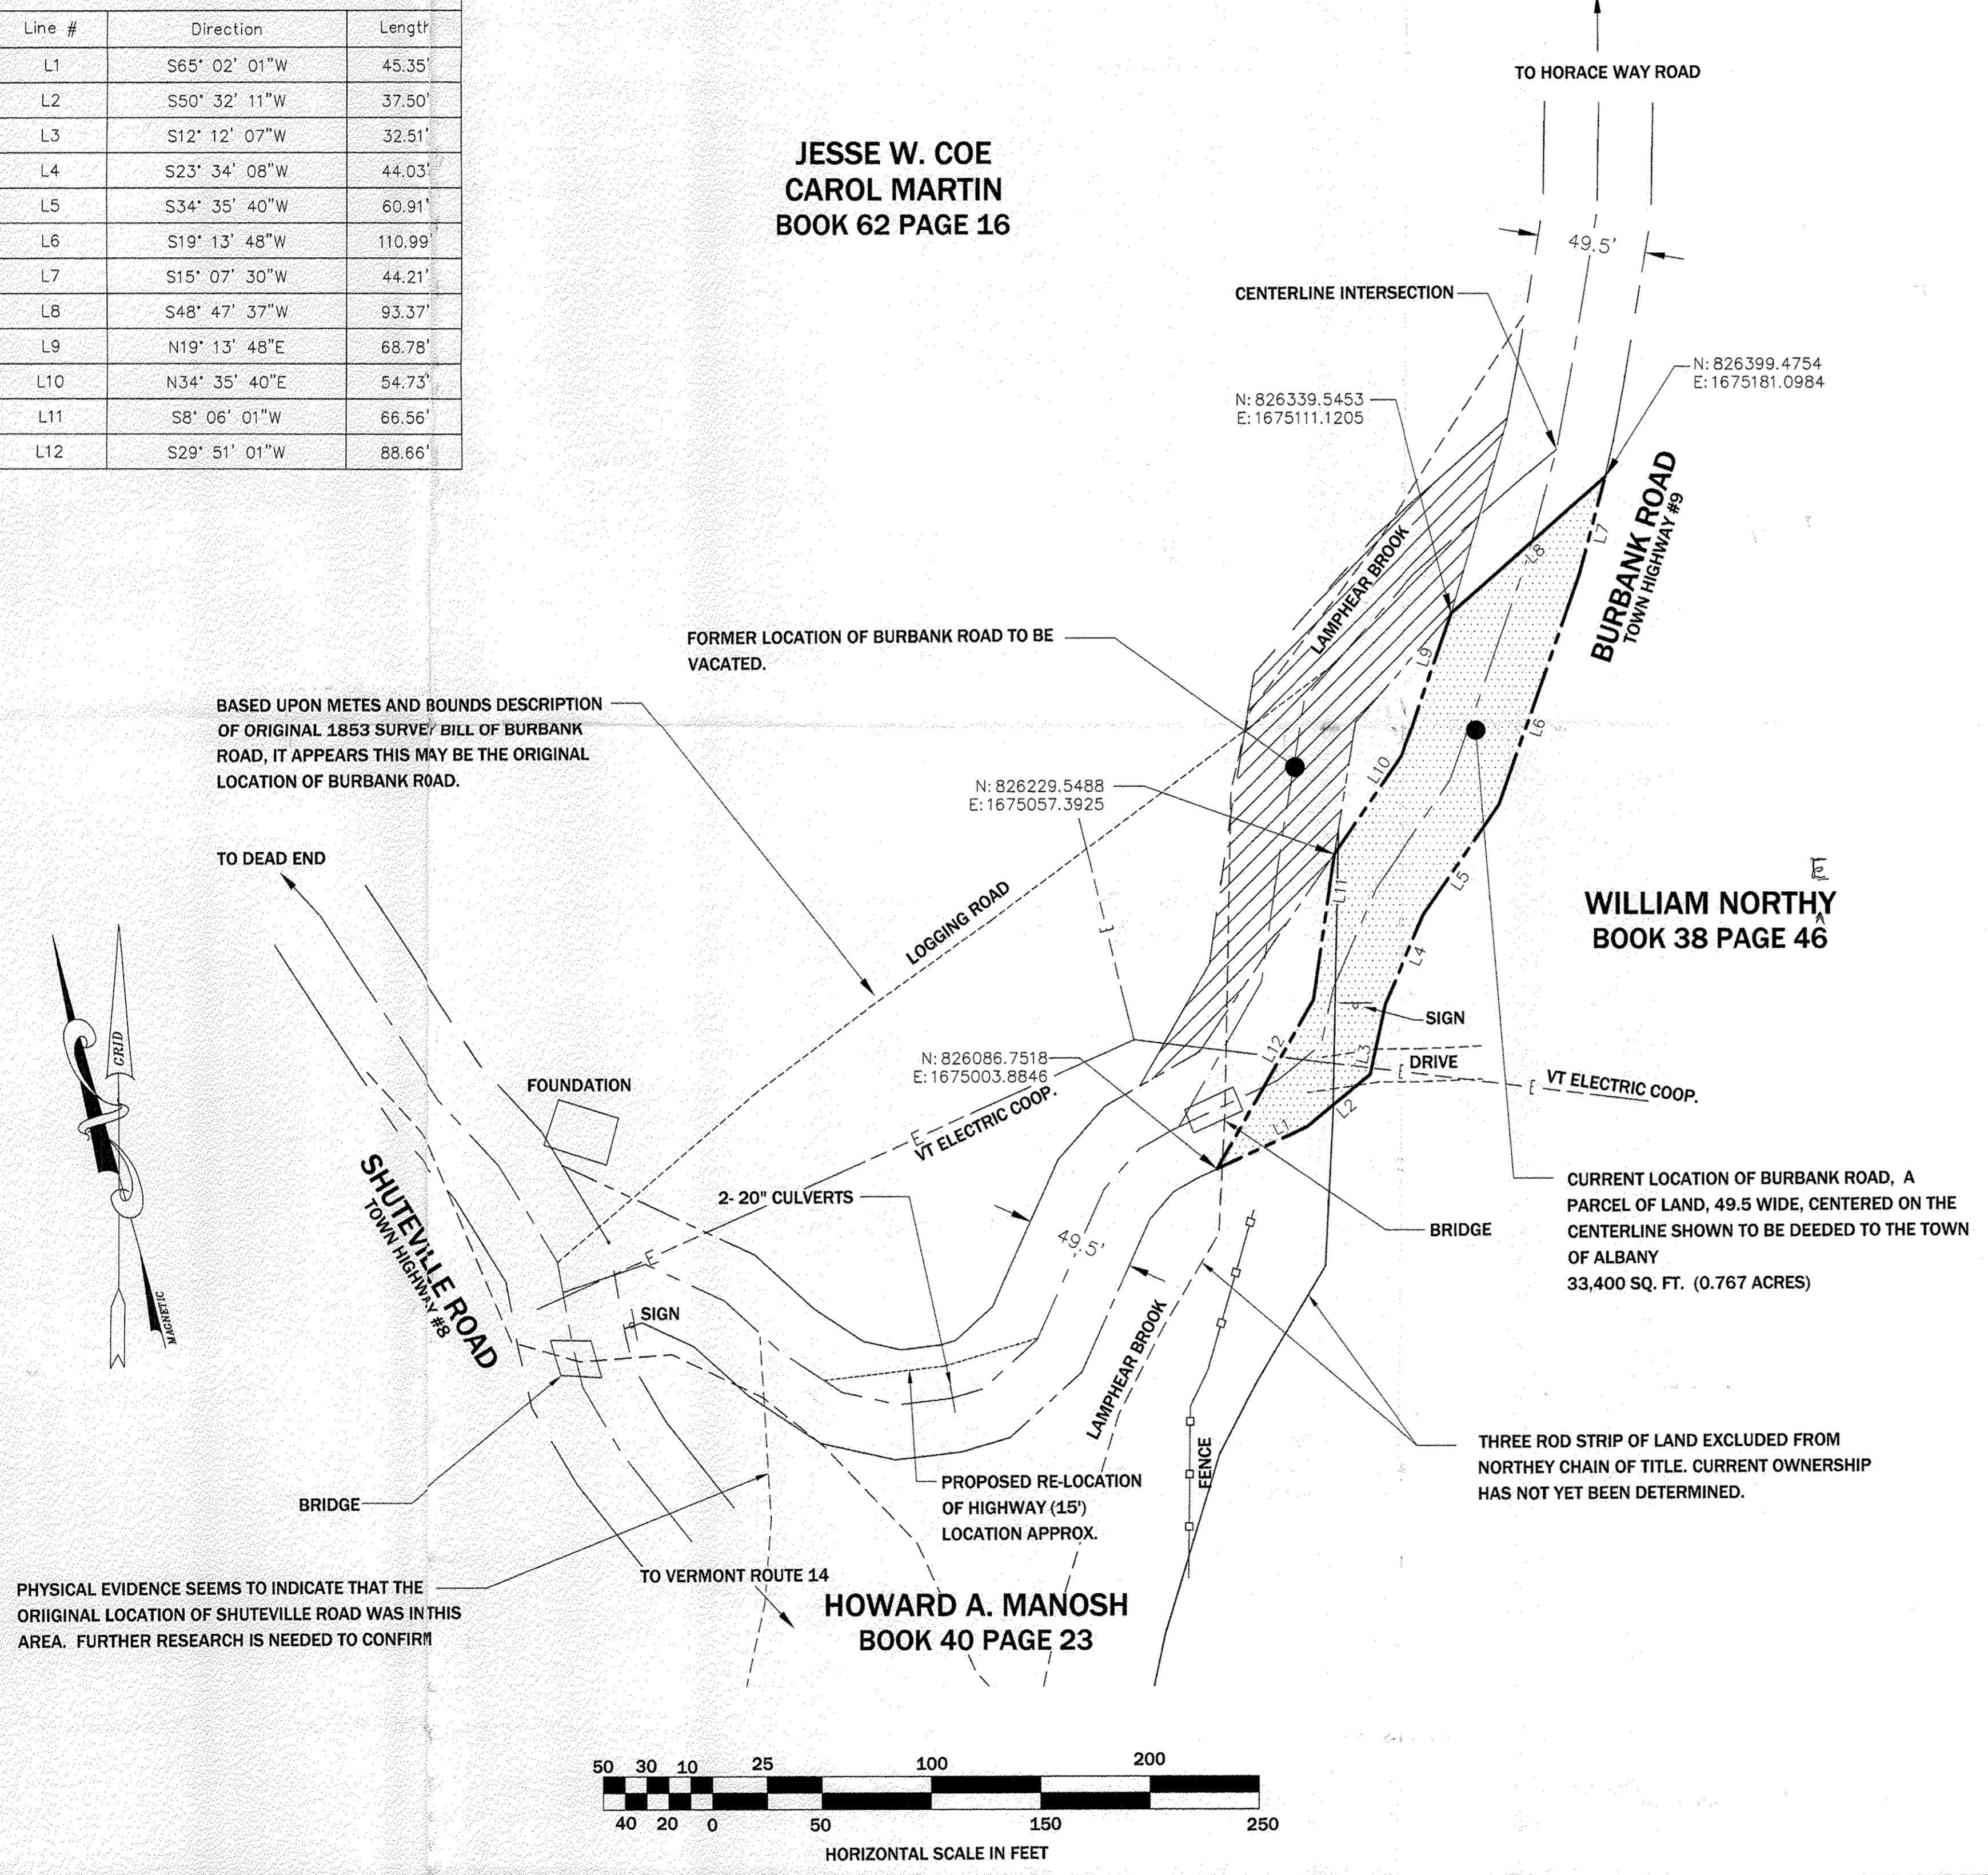 Line # Direction Length
L1 S65° 02' 01"W 45.35'
L2 S50° 32' 11"W 37.50'
L3 S12° 12' 07"W 32.51'
L4 S23° 34' 08"W 44.03'
L5 S34° 35' 40"W 60.91'
L6 S19° 13' 48"W 110.99'
L7 S15° 07' 30"W 44.21'
L8 S48° 47' 37"W 93.37'
L9 N19° 13' 48"E 68.78'
L10 N34° 35' 40"E 54.73'
L11 S8° 06' 01"W 66.56'
L12 S29° 51' 01"W 88.66'
TO HORACE WAY ROAD
JESSE W. COE
CAROL MARTIN
BOOK 62 PAGE 16
49.5'
CENTERLINE INTERSECTION
N: 826399.4754
E: 1675181.0984
N: 826339.5453
E: 1675111.1205
BURBANK ROAD
TOWN HIGHWAY #9
LAMPHEAR BROOK
L7
L8
L9
L6
L10
L5
L11
L4
L12
L3
L2
L1
FORMER LOCATION OF BURBANK ROAD TO BE
VACATED.
BASED UPON METES AND BOUNDS DESCRIPTION
OF ORIGINAL 1853 SURVEY BILL OF BURBANK
ROAD, IT APPEARS THIS MAY BE THE ORIGINAL
LOCATION OF BURBANK ROAD.
N: 826229.5488
E: 1675057.3925
TO DEAD END
LOGGING ROAD
E
WILLIAM NORTHY
BOOK 38 PAGE 46
GRID
MAGNETIC
SIGN
DRIVE
E
E
VT ELECTRIC COOP.
N: 826086.7518
E: 1675003.8846
FOUNDATION
E
VT ELECTRIC COOP.
SHUTEVILLE ROAD
TOWN HIGHWAY #8
2- 20" CULVERTS
49.5'
E
SIGN
BRIDGE
CURRENT LOCATION OF BURBANK ROAD, A
PARCEL OF LAND, 49.5 WIDE, CENTERED ON THE
CENTERLINE SHOWN TO BE DEEDED TO THE TOWN
OF ALBANY
33,400 SQ. FT. (0.767 ACRES)
LAMPHEAR BROOK
FENCE
THREE ROD STRIP OF LAND EXCLUDED FROM
NORTHEY CHAIN OF TITLE. CURRENT OWNERSHIP
HAS NOT YET BEEN DETERMINED.
BRIDGE
PROPOSED RE-LOCATION
OF HIGHWAY (15')
LOCATION APPROX.
PHYSICAL EVIDENCE SEEMS TO INDICATE THAT THE
ORIIGINAL LOCATION OF SHUTEVILLE ROAD WAS IN THIS
AREA. FURTHER RESEARCH IS NEEDED TO CONFIRM
TO VERMONT ROUTE 14
HOWARD A. MANOSH
BOOK 40 PAGE 23
50 30 10 25 100 200
40 20 0 50 150 250
HORIZONTAL SCALE IN FEET